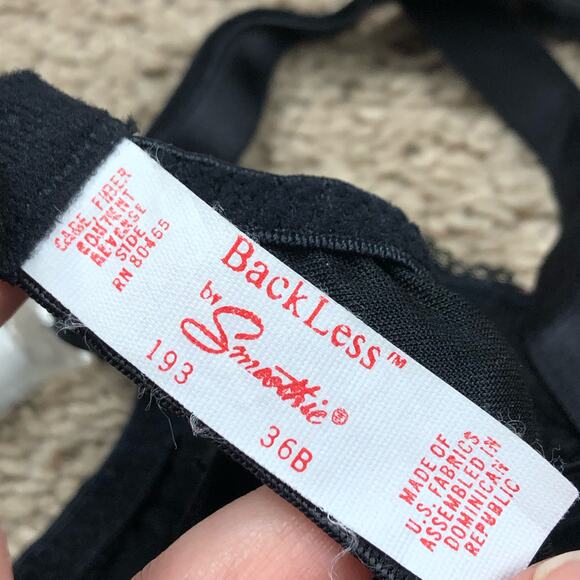 CARE FIBER
CONTENT
REVERSE
SIDE
RN 80465
BackLess™
by Smoothie®
193
36B
MADE OF
U.S. FABRICS
ASSEMBLED IN
DOMINICAN
REPUBLIC